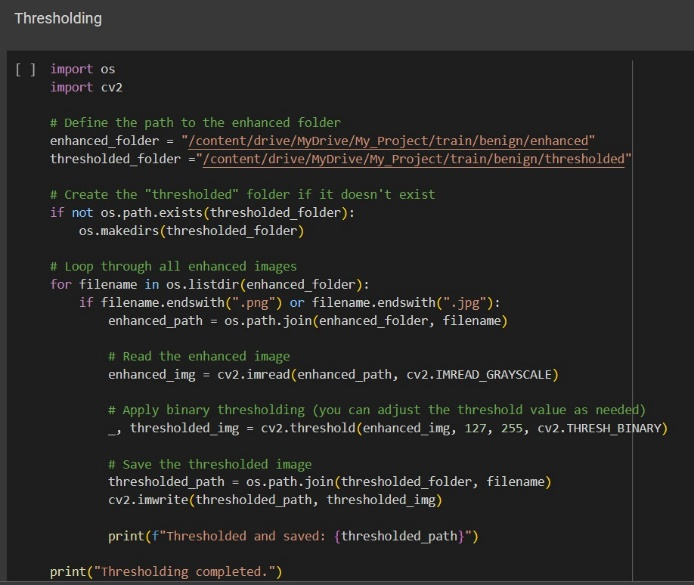 Thresholding
[ ] import os
import cv2
# Define the path to the enhanced folder
enhanced_folder = "/content/drive/MyDrive/My_Project/train/benign/enhanced"
thresholded_folder ="/content/drive/MyDrive/My_Project/train/benign/thresholded"
# Create the "thresholded" folder if it doesn't exist
if not os.path.exists(thresholded_folder):
    os.makedirs(thresholded_folder)
# Loop through all enhanced images
for filename in os.listdir(enhanced_folder):
    if filename.endswith(".png") or filename.endswith(".jpg"):
        enhanced_path = os.path.join(enhanced_folder, filename)
        # Read the enhanced image
        enhanced_img = cv2.imread(enhanced_path, cv2.IMREAD_GRAYSCALE)
        # Apply binary thresholding (you can adjust the threshold value as needed)
        _, thresholded_img = cv2.threshold(enhanced_img, 127, 255, cv2.THRESH_BINARY)
        # Save the thresholded image
        thresholded_path = os.path.join(thresholded_folder, filename)
        cv2.imwrite(thresholded_path, thresholded_img)
        print(f"Thresholded and saved: {thresholded_path}")
print("Thresholding completed.")